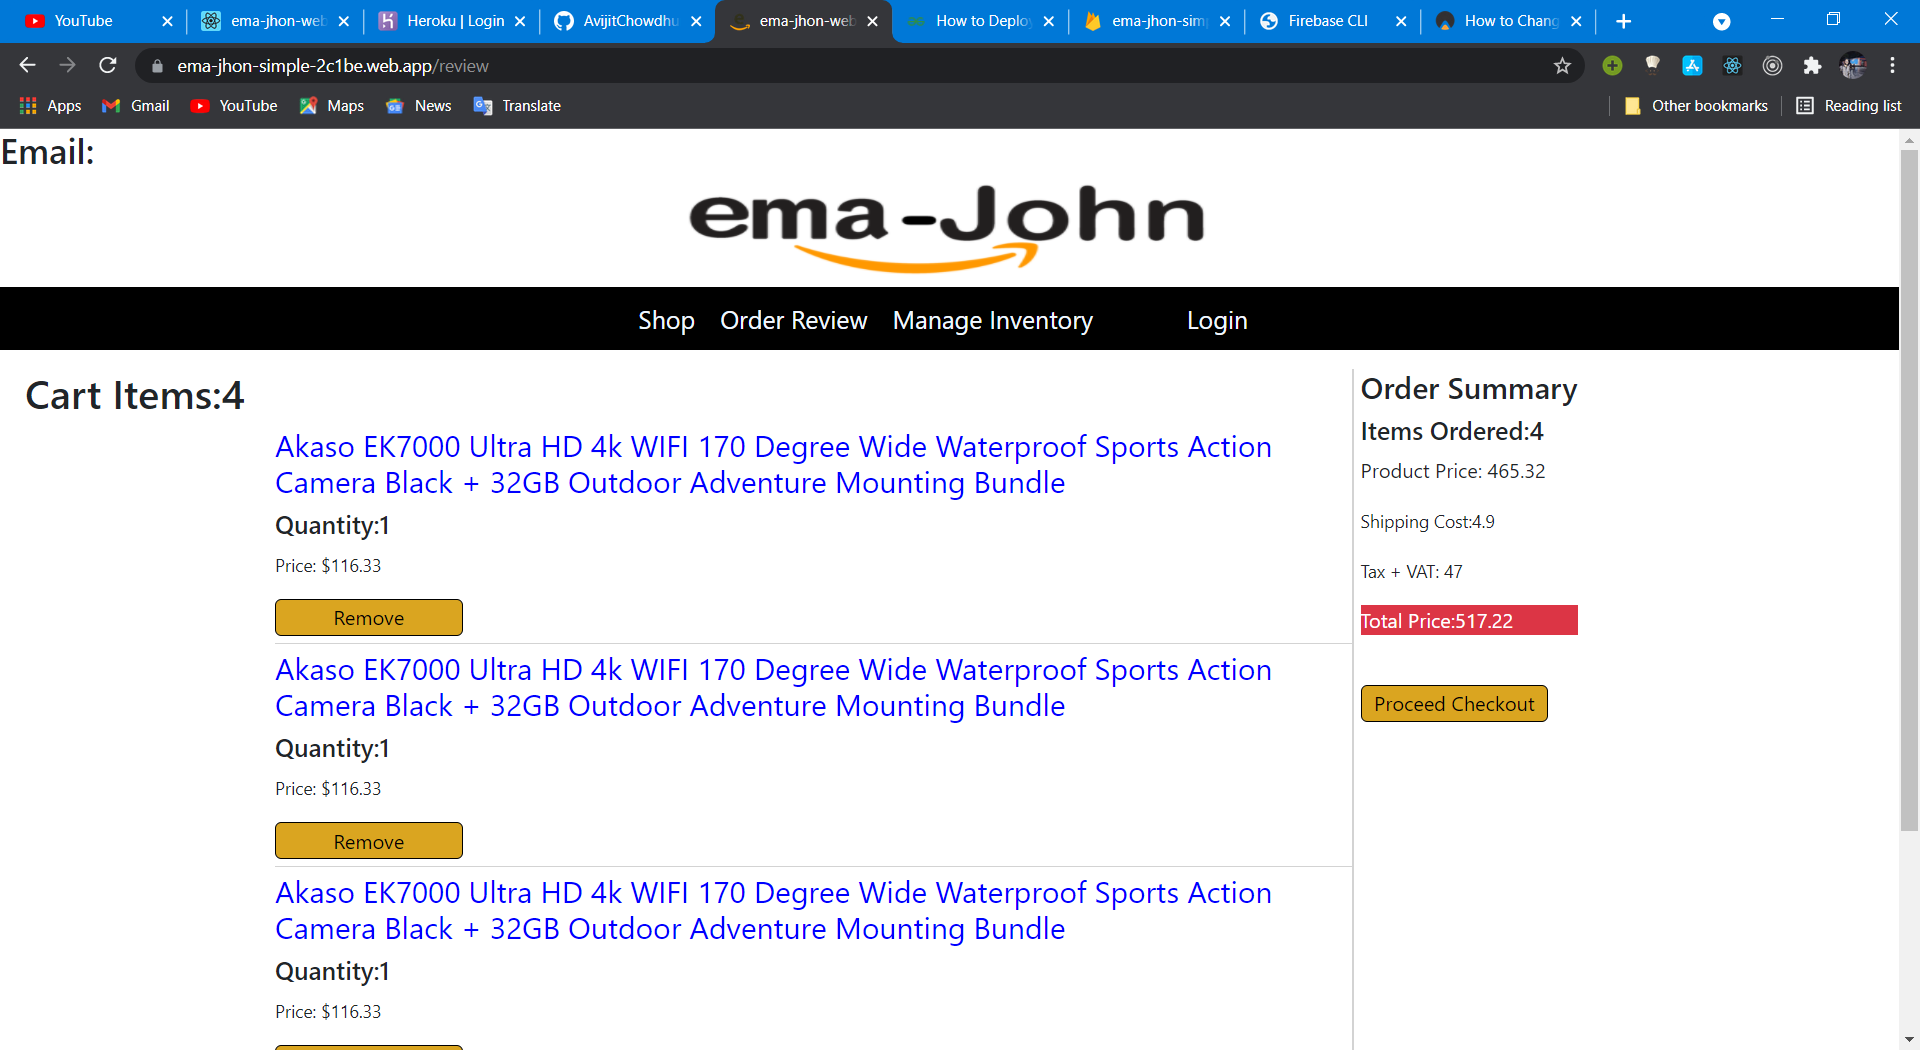 YouTube
ema-jhon-web
Heroku | Login
AvijitChowdhu
ema-jhon-web
How to Deploy
ema-jhon-sim
Firebase CLI
How to Chang
ema-jhon-simple-2c1be.web.app/review
Apps
Gmail
YouTube
Maps
News
Translate
Other bookmarks
Reading list
Email:
ema-John
Shop
Order Review
Manage Inventory
Login
Cart Items:4
Akaso EK7000 Ultra HD 4k WIFI 170 Degree Wide Waterproof Sports Action
Camera Black + 32GB Outdoor Adventure Mounting Bundle
Quantity:1
Price: $116.33
Remove
Akaso EK7000 Ultra HD 4k WIFI 170 Degree Wide Waterproof Sports Action
Camera Black + 32GB Outdoor Adventure Mounting Bundle
Quantity:1
Price: $116.33
Remove
Akaso EK7000 Ultra HD 4k WIFI 170 Degree Wide Waterproof Sports Action
Camera Black + 32GB Outdoor Adventure Mounting Bundle
Quantity:1
Price: $116.33
Order Summary
Items Ordered:4
Product Price: 465.32
Shipping Cost:4.9
Tax + VAT: 47
Total Price:517.22
Proceed Checkout